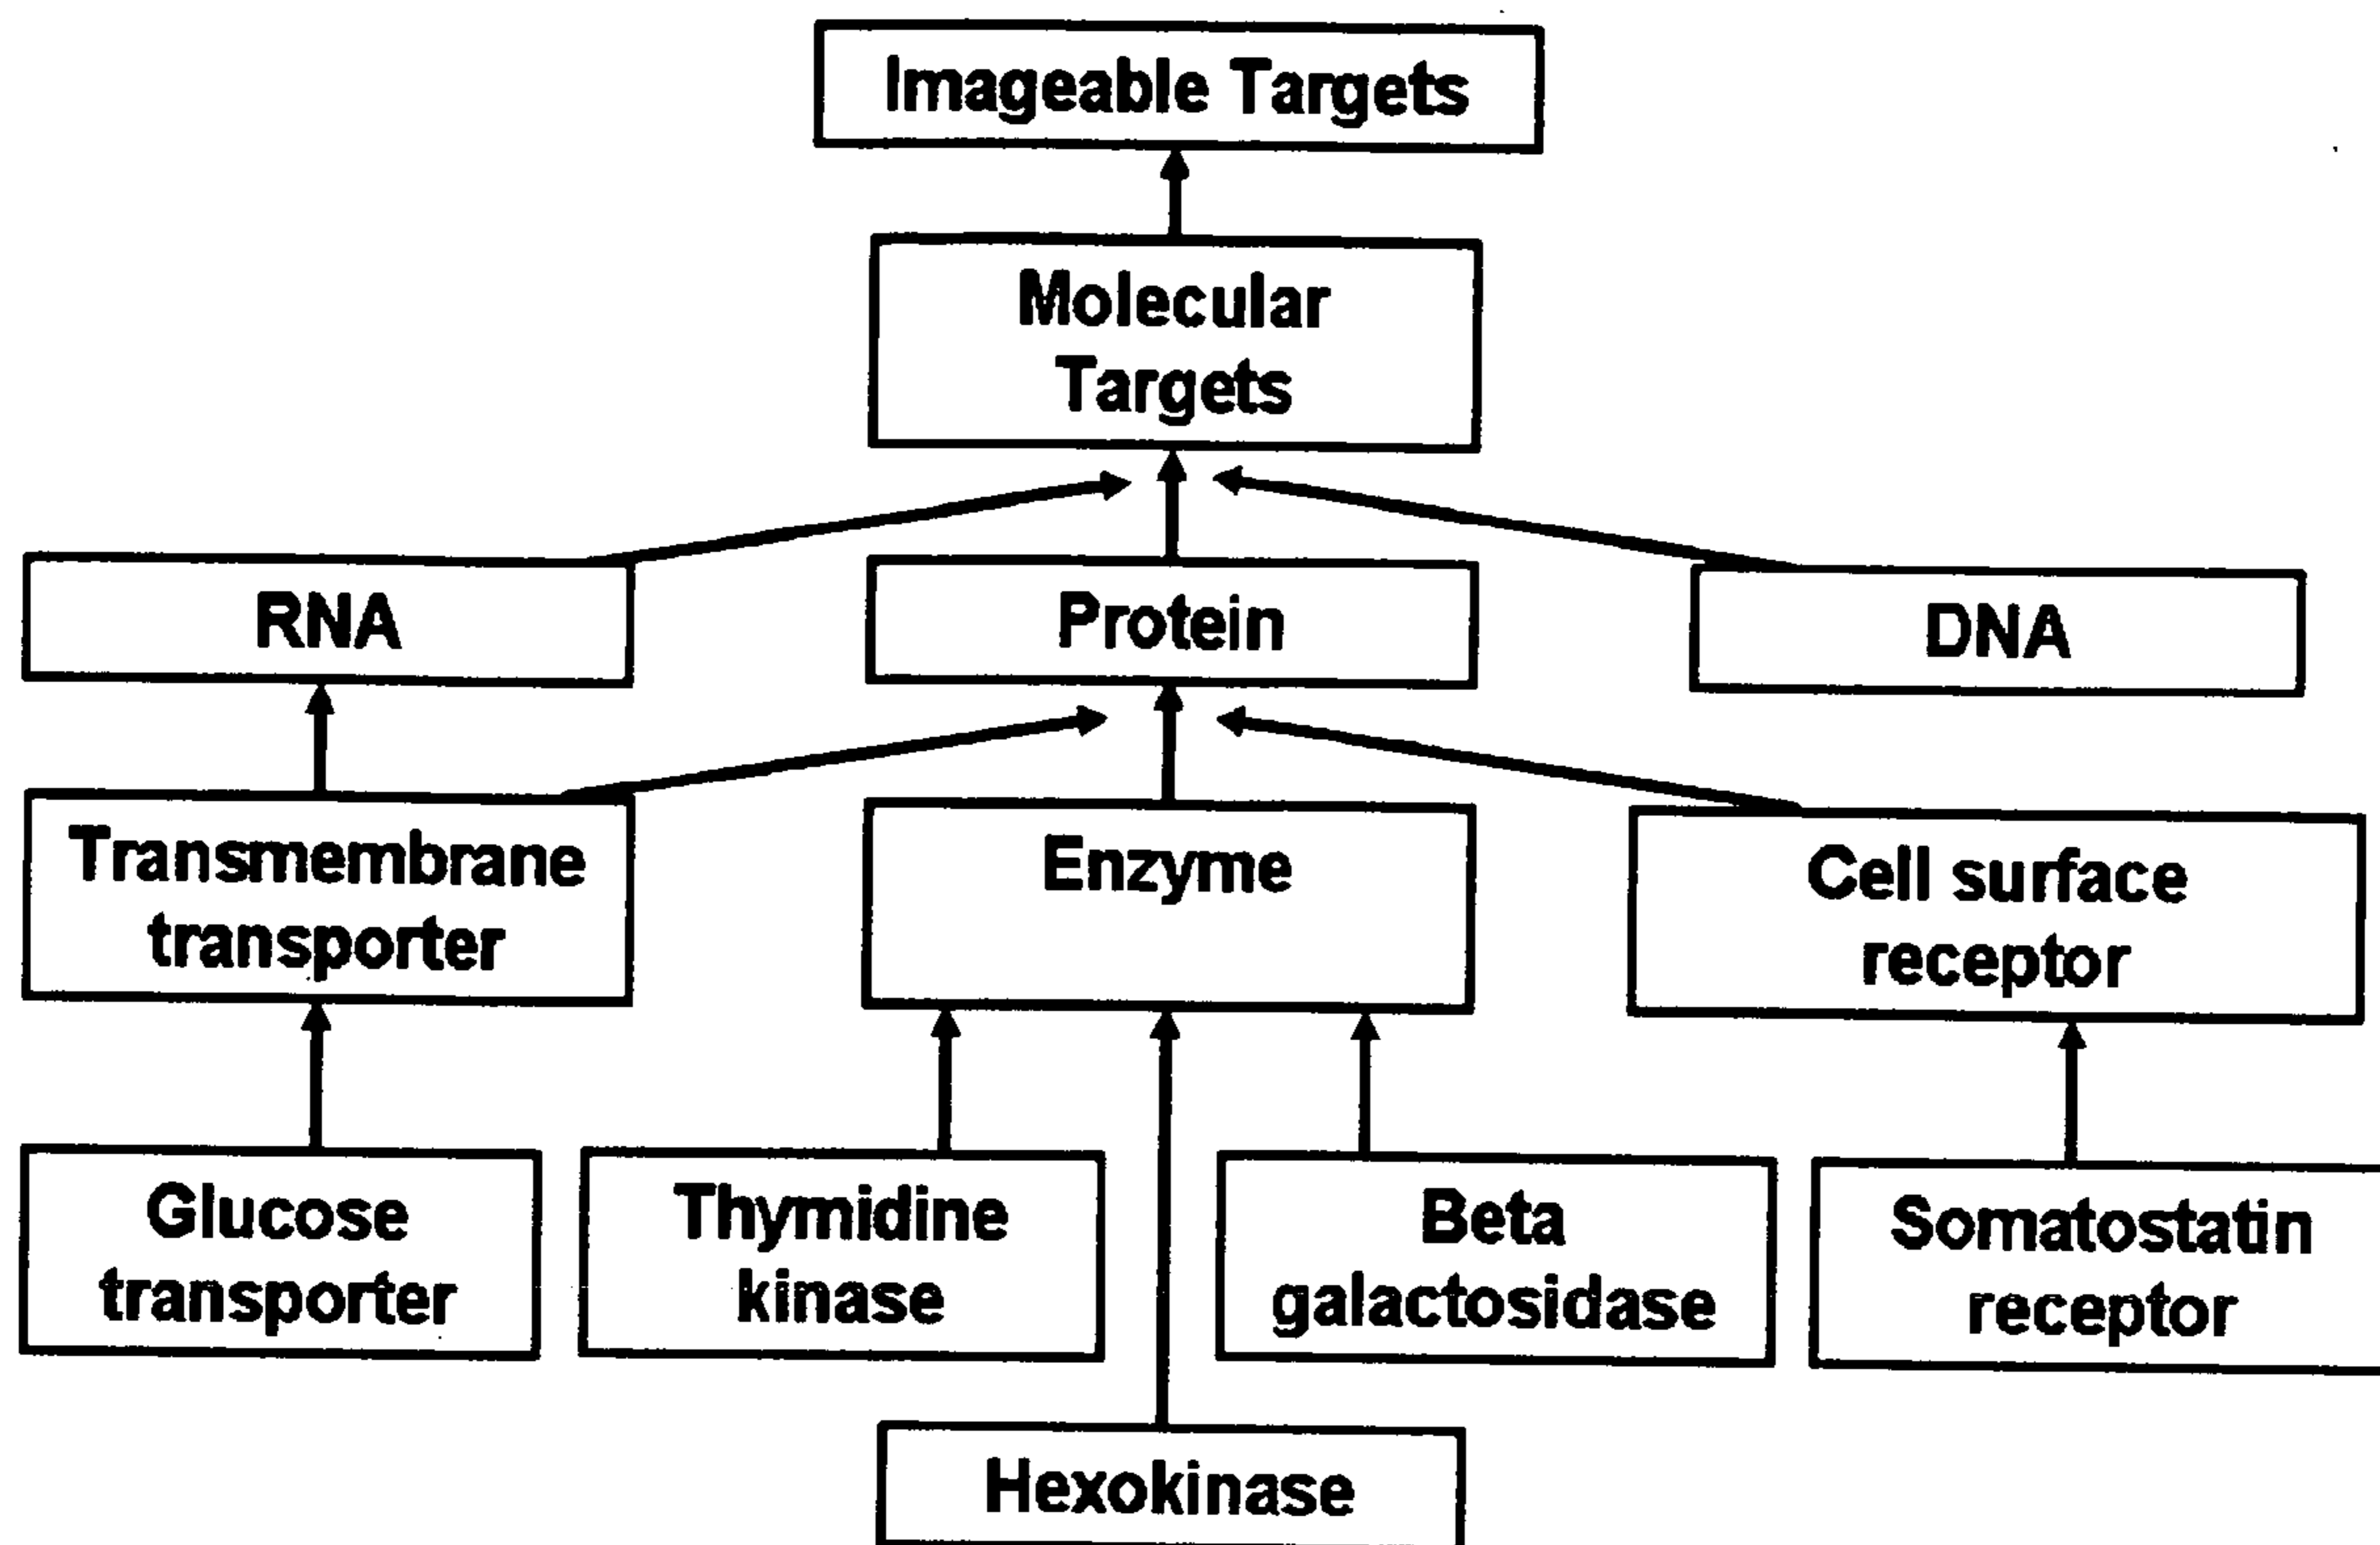 Imageable Targets
Molecular
Targets
RNA
Protein
DNA
Transmembrane
transporter
Enzyme
Cell surface
receptor
Glucose
transporter
Thymidine
kinase
Beta
galactosidase
Somatostatin
receptor
Hexokinase